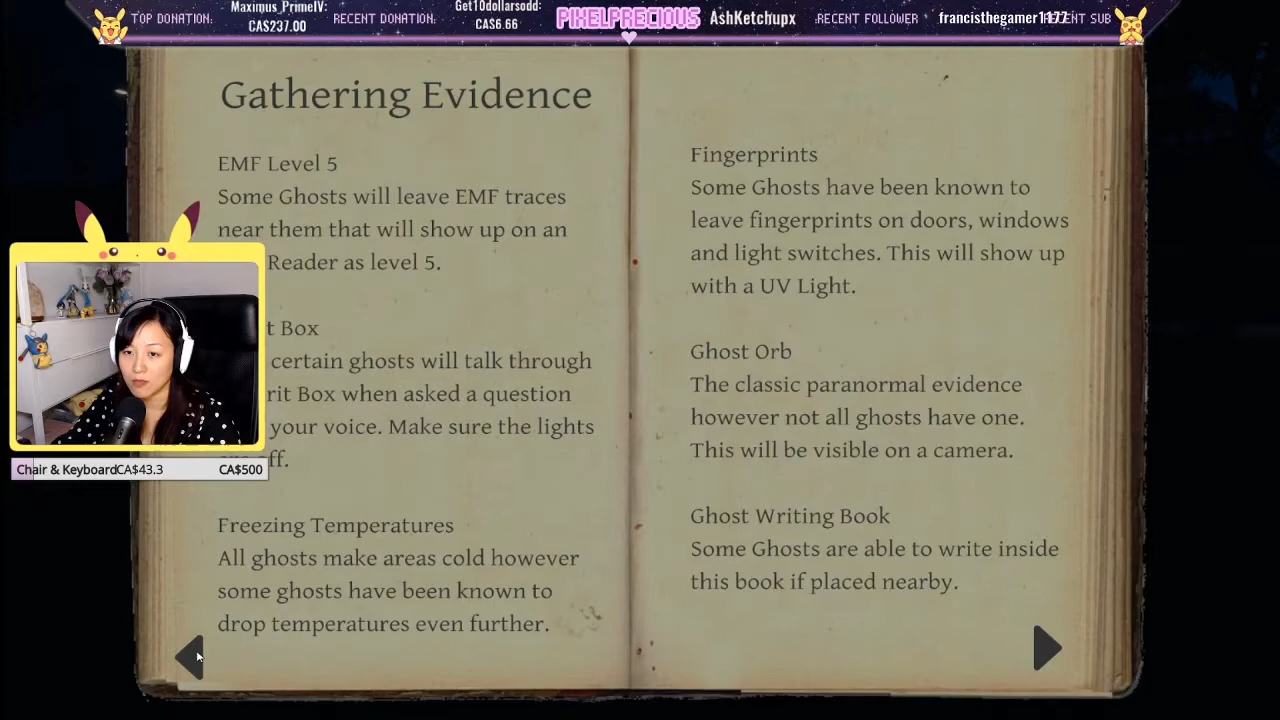 TOP DONATION:
Maximus_PrimeIV:
CA$237.00
RECENT DONATION:
Get10dollarsodd:
CA$6.66
PIXELPRECIOUS
AshKetchupx
RECENT FOLLOWER
francisthegamer1177
SUB
Gathering Evidence
EMF Level 5
Some Ghosts will leave EMF traces
near them that will show up on an
Reader as level 5.
t Box
certain ghosts will talk through
rit Box when asked a question
your voice. Make sure the lights
off.
Freezing Temperatures
All ghosts make areas cold however
some ghosts have been known to
drop temperatures even further.
Fingerprints
Some Ghosts have been known to
leave fingerprints on doors, windows
and light switches. This will show up
with a UV Light.
Ghost Orb
The classic paranormal evidence
however not all ghosts have one.
This will be visible on a camera.
Ghost Writing Book
Some Ghosts are able to write inside
this book if placed nearby.
Chair & KeyboardCA$43.3
CA$500